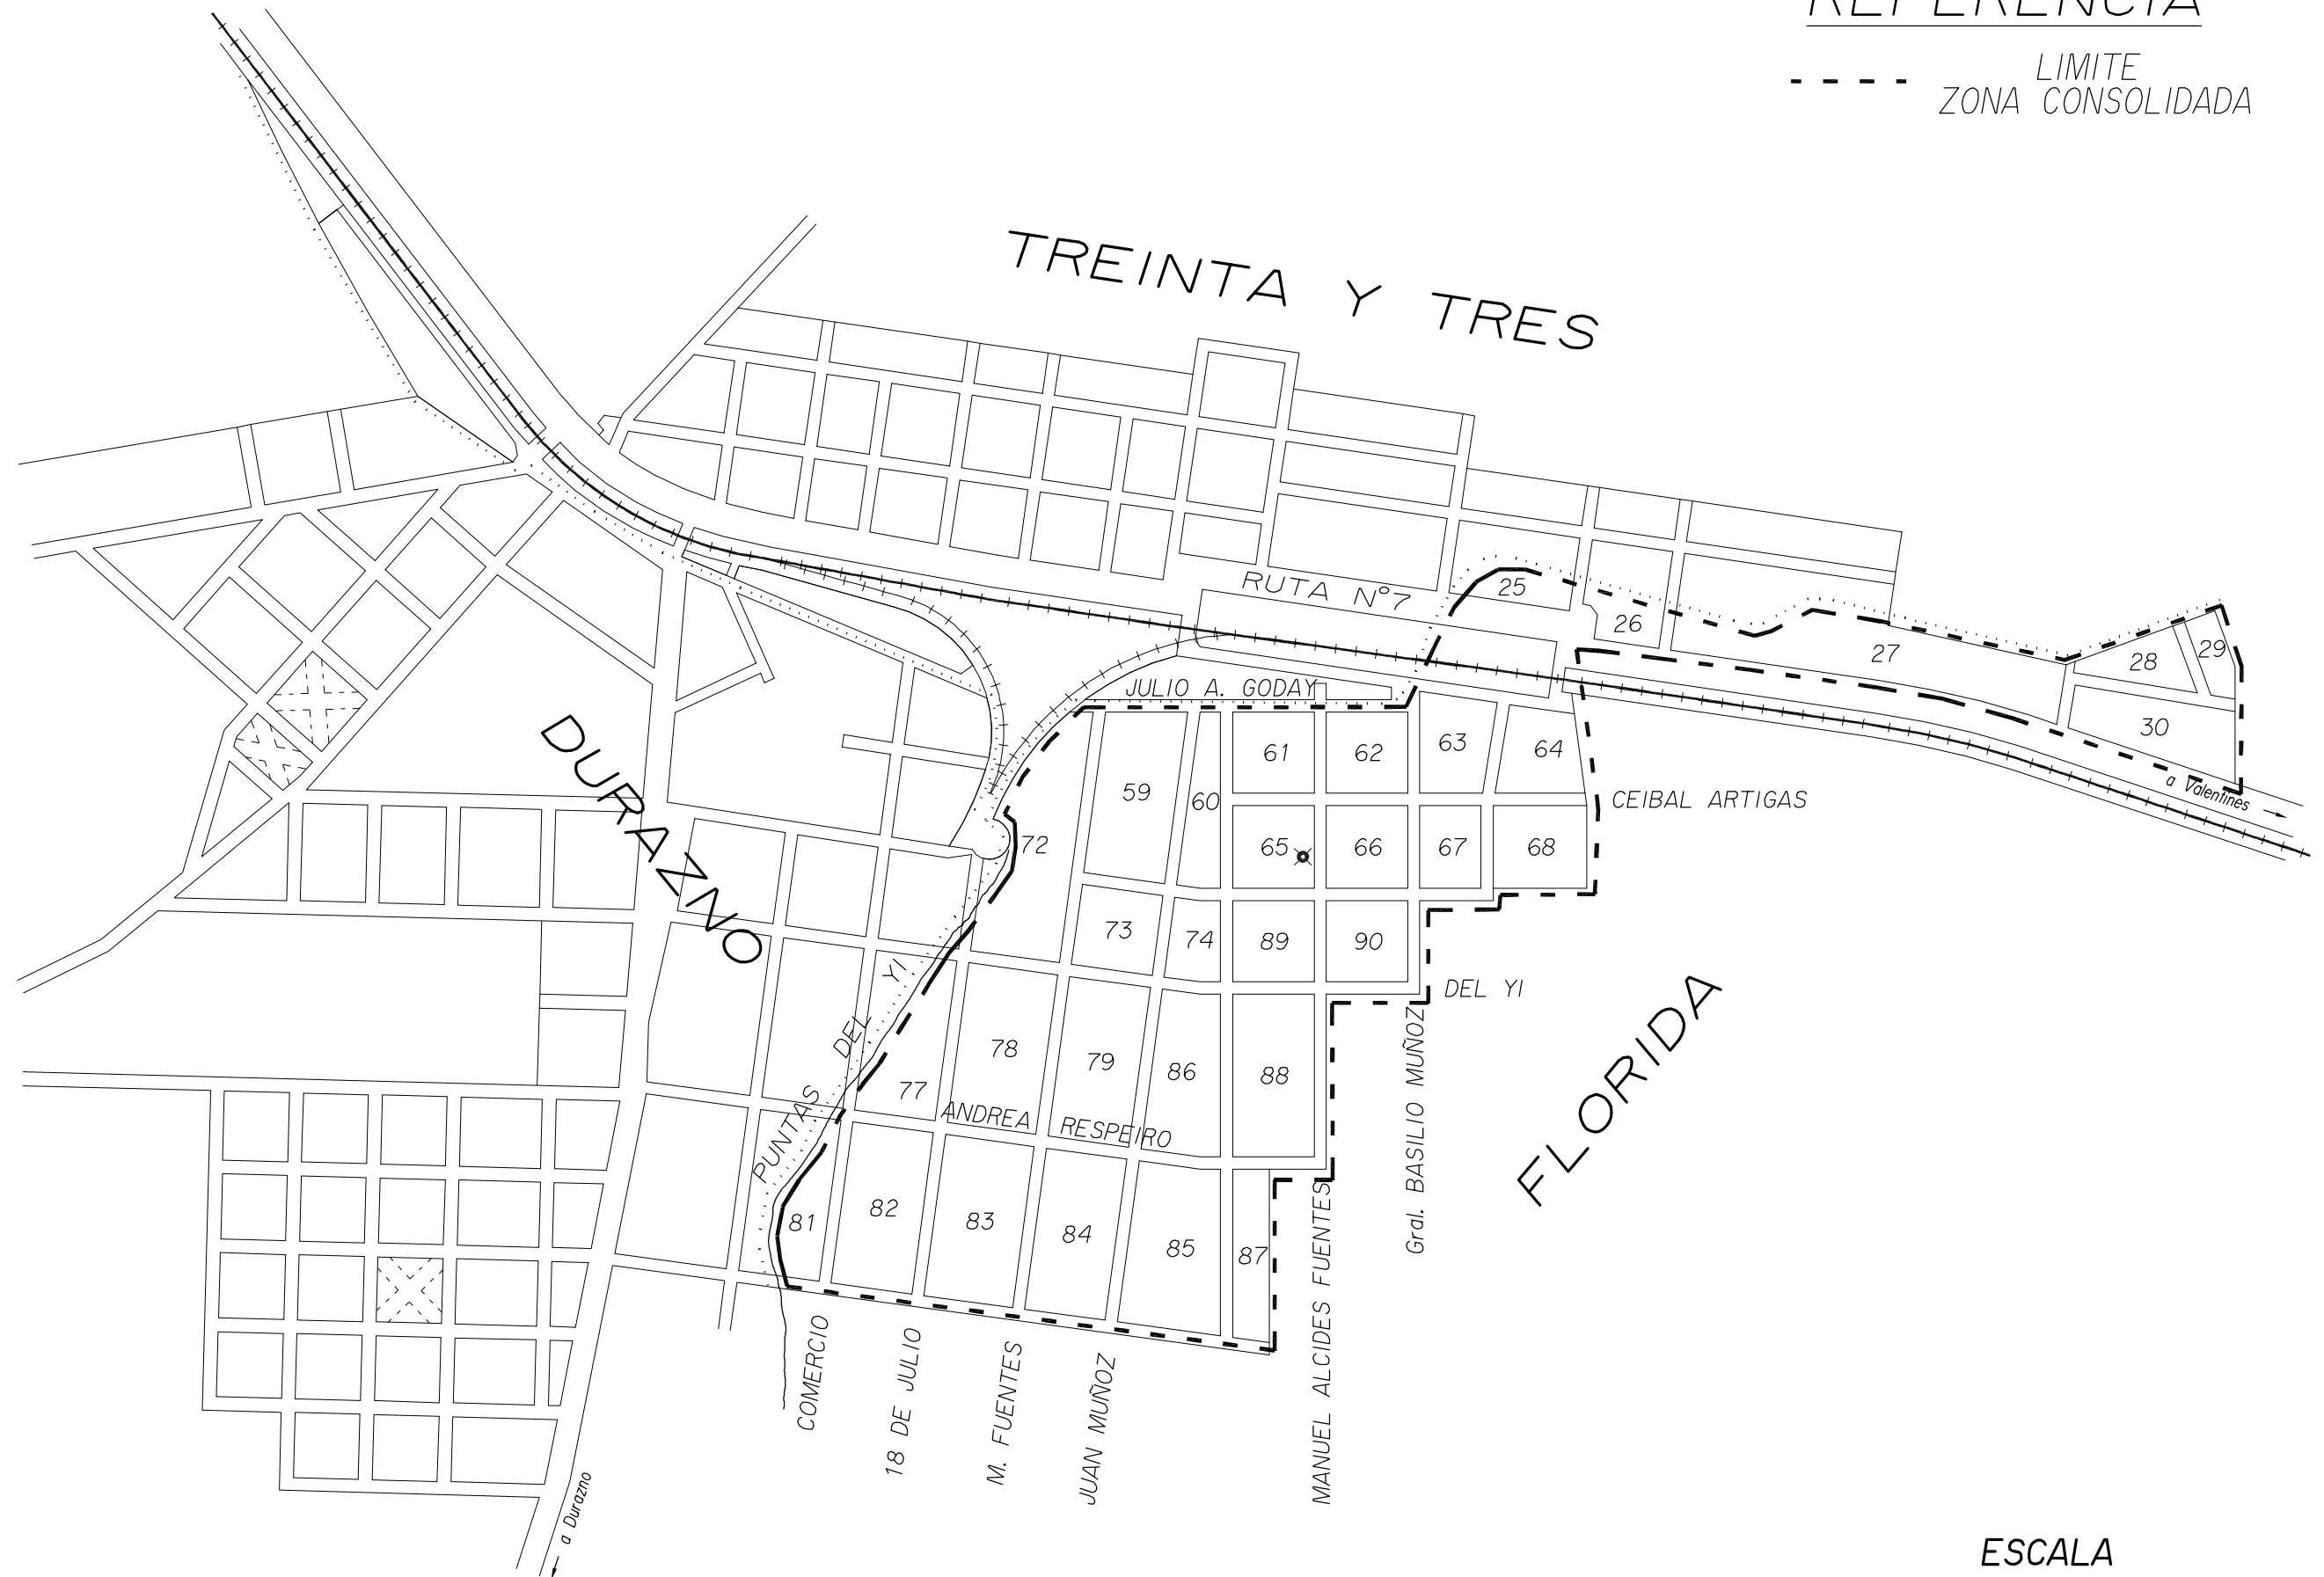 REFERENCIA
LIMITE
ZONA CONSOLIDADA
TREINTA Y TRES
RUTA N°7
25
26
27
28
29
30
JULIO A. GODAY
61
62
63
64
59
60
CEIBAL ARTIGAS
a Valentines
DURAZNO
72
65
66
67
68
73
74
89
90
DEL YI
PUNTAS DEL YI
78
79
86
88
77
ANDREA RESPEIRO
FLORIDA
81
82
83
84
85
87
COMERCIO
18 DE JULIO
M. FUENTES
JUAN MUÑOZ
MANUEL ALCIDES FUENTES
Gral. BASILIO MUÑOZ
a Durazno
ESCALA